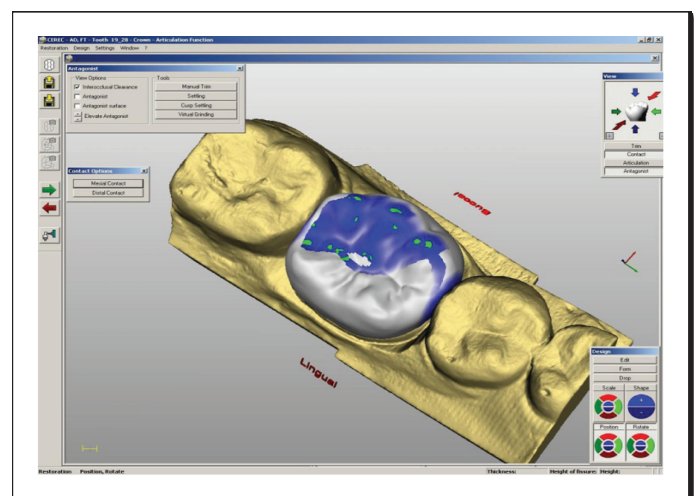 CEREC - AD, FT - Tooth 19_28 - Crown - Articulation Function
Restoration Design Settings Window ?
Antagonist
View Options
Interocclusal Clearance
Antagonist
Antagonist surface
Elevate Antagonist
Tools
Manual Trim
Settling
Cusp Settling
Virtual Grinding
View
Trim
Contact
Articulation
Antagonist
Contact Options
Mesial Contact
Distal Contact
Buccal
Lingual
Design
Edit
Form
Drop
Scale Shape
Position Rotate
Restoration Position, Rotate Thickness: Height of fissure: Height: